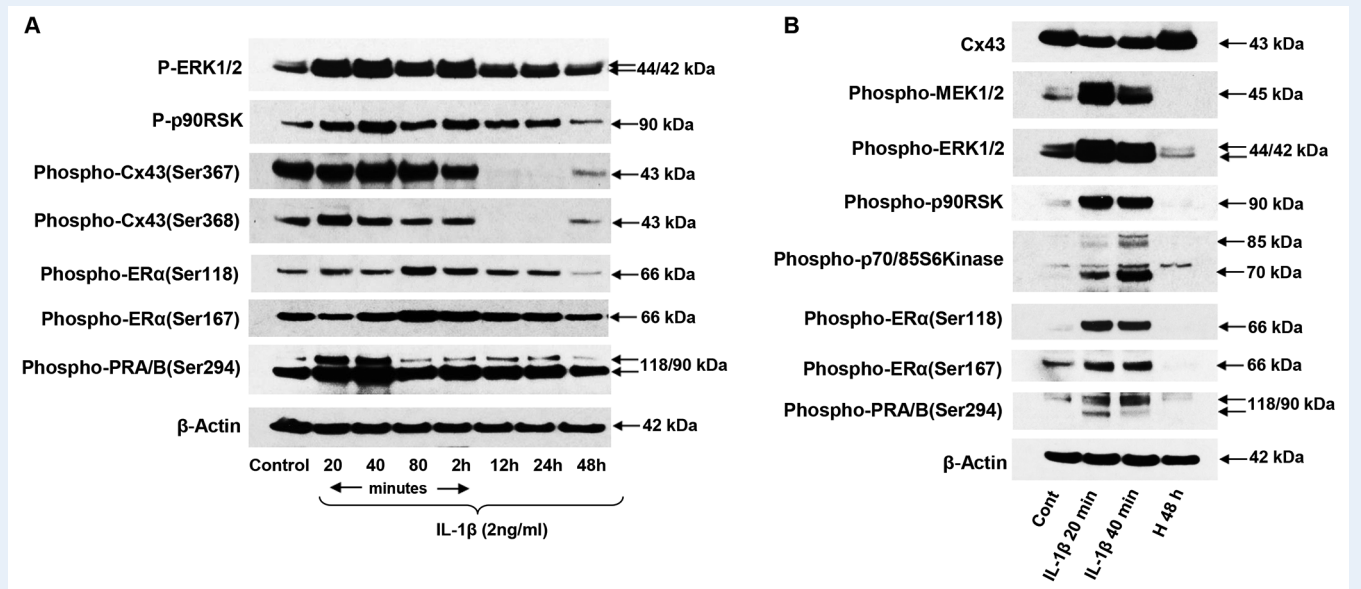 A
P-ERK1/2
44/42 kDa
P-p90RSK
90 kDa
Phospho-Cx43(Ser367)
43 kDa
Phospho-Cx43(Ser368)
43 kDa
Phospho-ERα(Ser118)
66 kDa
Phospho-ERα(Ser167)
66 kDa
Phospho-PRA/B(Ser294)
118/90 kDa
β-Actin
42 kDa
Control 20 40 80 2h 12h 24h 48h
minutes
IL-1β (2ng/ml)
B
Cx43
43 kDa
Phospho-MEK1/2
45 kDa
Phospho-ERK1/2
44/42 kDa
Phospho-p90RSK
90 kDa
Phospho-p70/85S6Kinase
85 kDa
70 kDa
Phospho-ERα(Ser118)
66 kDa
Phospho-ERα(Ser167)
66 kDa
Phospho-PRA/B(Ser294)
118/90 kDa
β-Actin
42 kDa
Cont
IL-1β 20 min
IL-1β 40 min
H 48 h